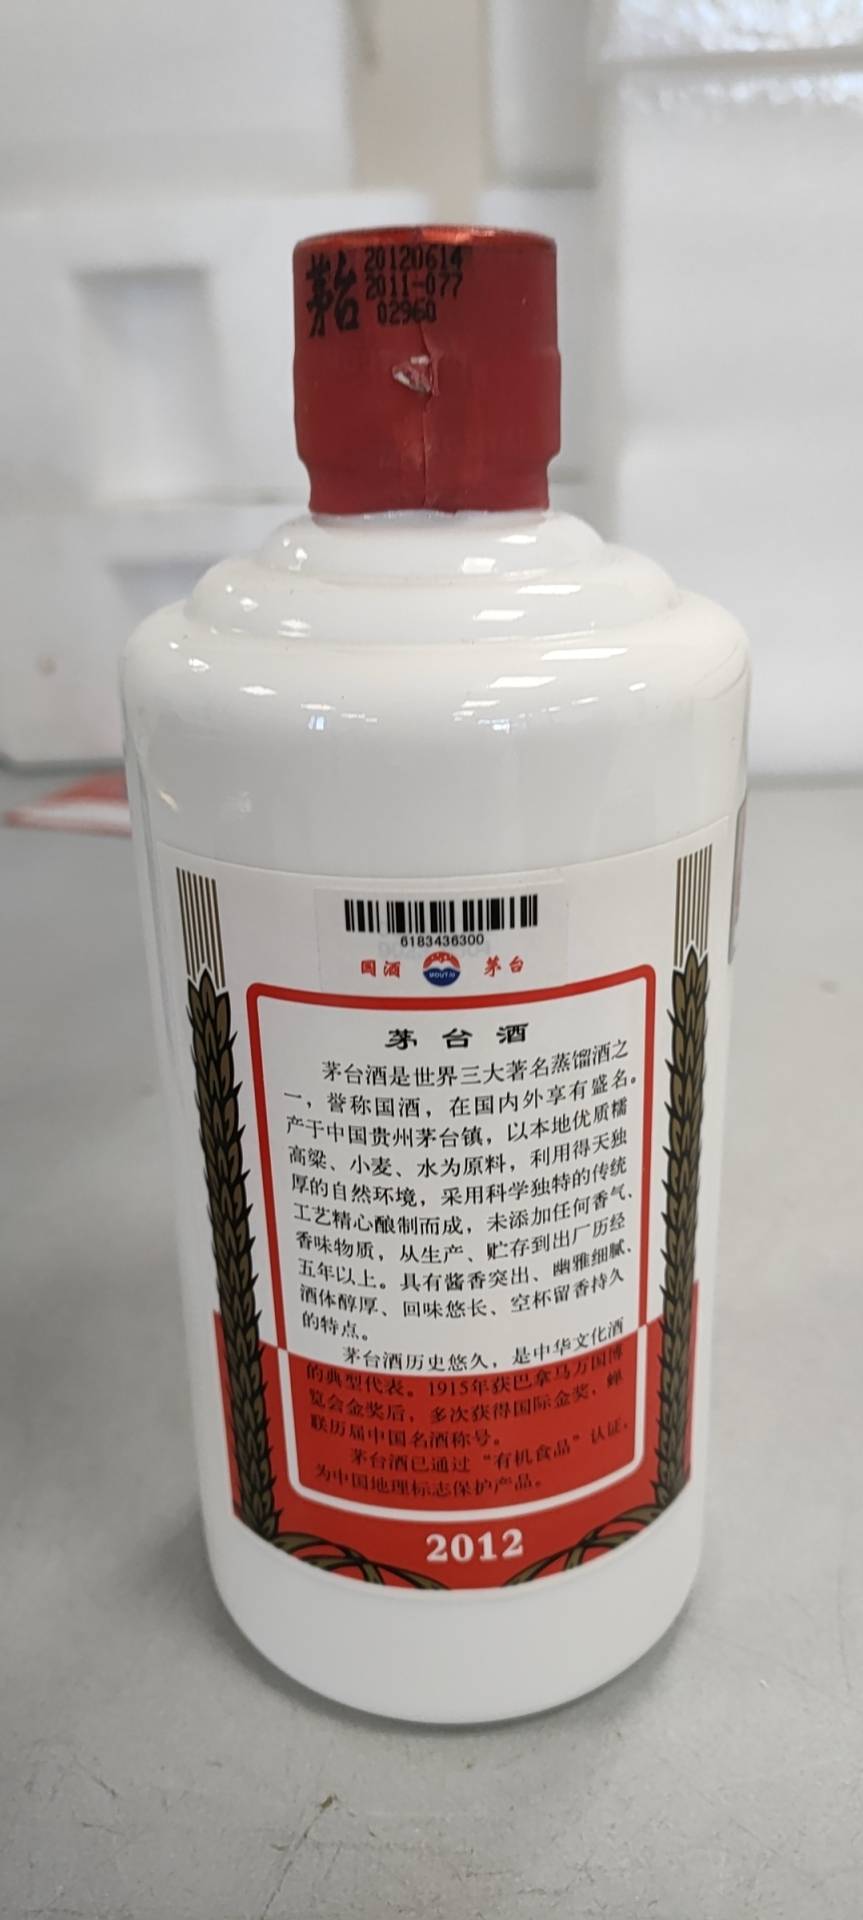 茅台
20120614
2011-077
02960
6183436300
国酒 MOUTAI 茅台
茅台酒
茅台酒是世界三大著名蒸馏酒之
一，誉称国酒，在国内外享有盛名。
产于中国贵州茅台镇，以本地优质糯
高粱、小麦、水为原料，利用得天独
厚的自然环境，采用科学独特的传统
工艺精心酿制而成，未添加任何香气、
香味物质，从生产、贮存到出厂历经
五年以上。具有酱香突出、幽雅细腻、
酒体醇厚、回味悠长、空杯留香持久
的特点。
茅台酒历史悠久，是中华文化酒
的典型代表。1915年获巴拿马万国博
览会金奖后，多次获得国际金奖、蝉
联历届中国名酒称号。
茅台酒已通过“有机食品”认证，
为中国地理标志保护产品。
2012